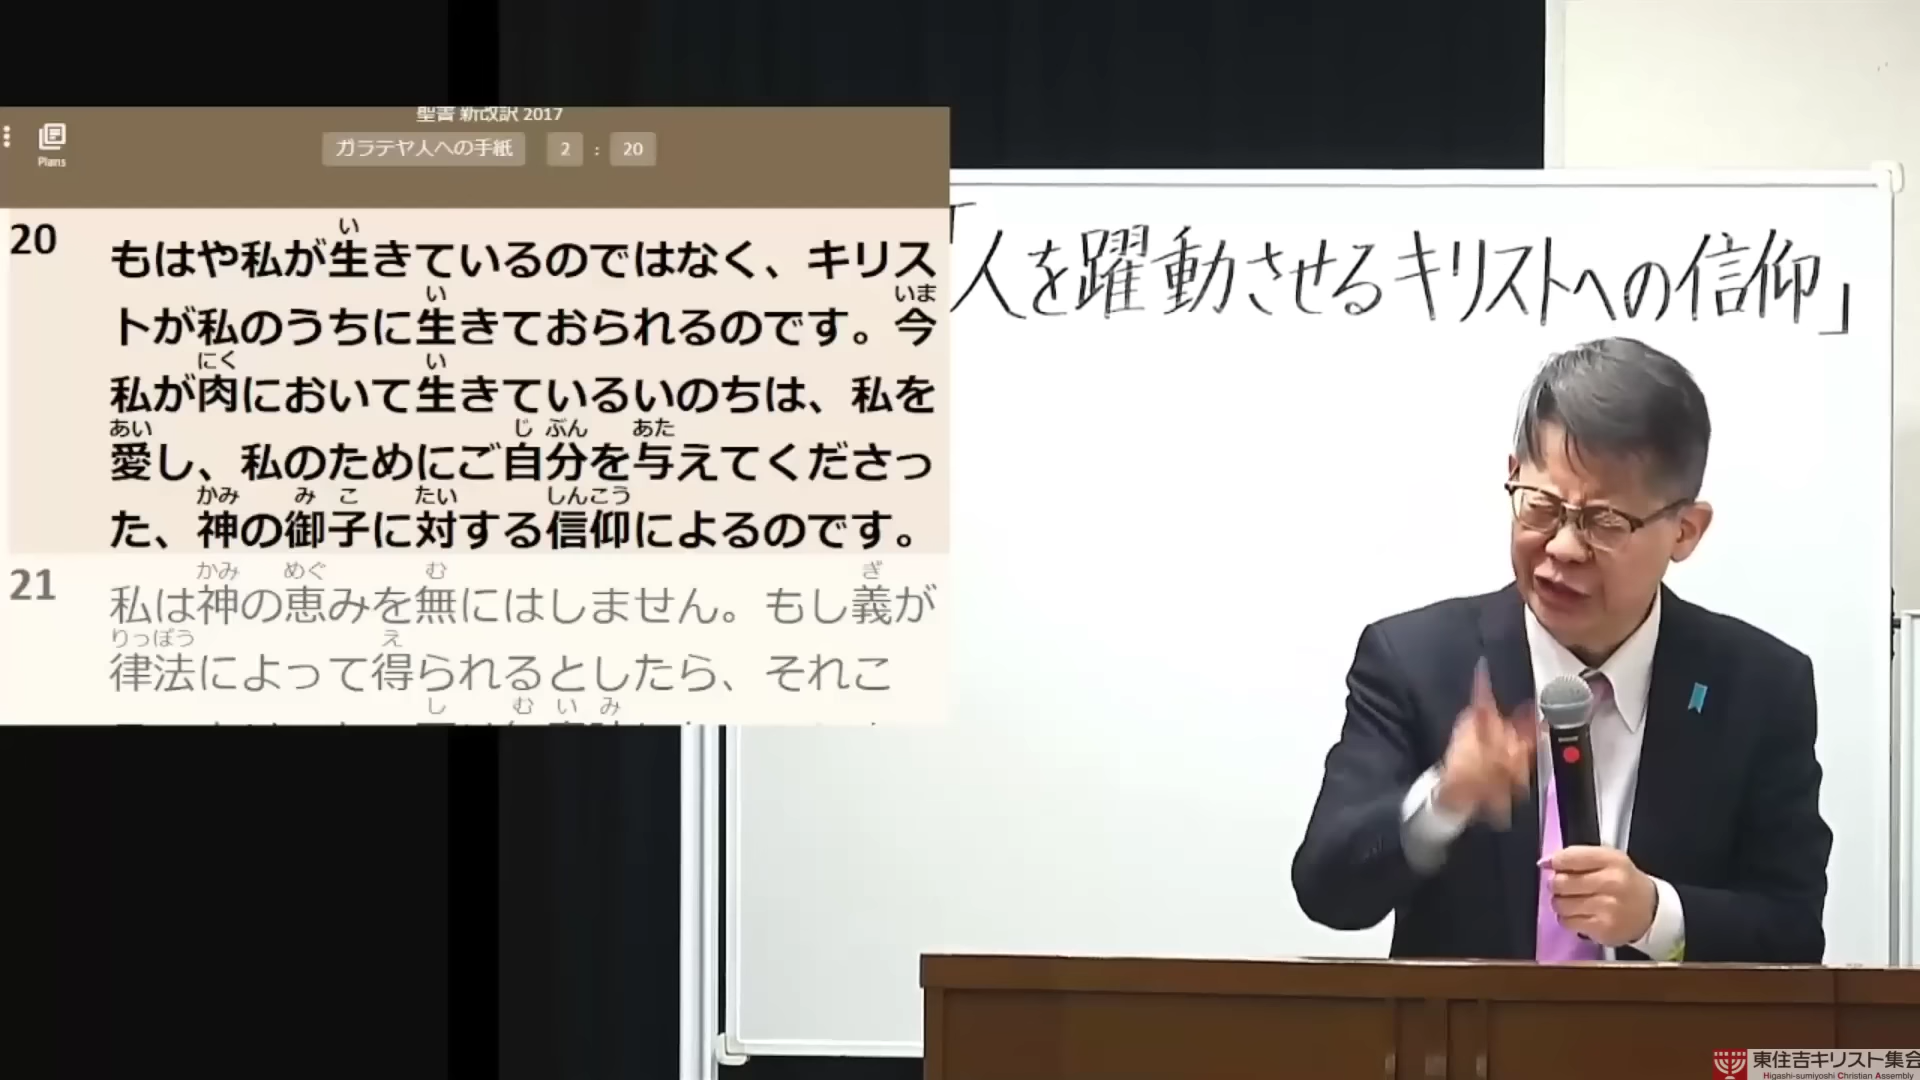 聖書 新改訳 2017
Plans
ガラテヤ人への手紙 2 : 20
20 もはや私が生きているのではなく、キリス
トが私のうちに生きておられるのです。今
私が肉において生きているいのちは、私を
愛し、私のためにご自分を与えてくださっ
た、神の御子に対する信仰によるのです。
21 私は神の恵みを無にはしません。もし義が
律法によって得られるとしたら、それこ
「人を躍動させるキリストへの信仰」
東住吉キリスト集会
Higashi-sumiyoshi Christian Assembly